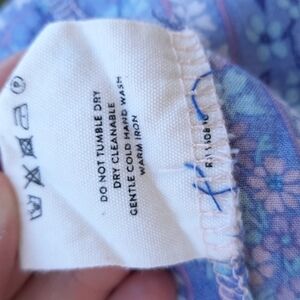 DO NOT TUMBLE DRY
DRY CLEANABLE
GENTLE COLD HAND WASH
WARM IRON